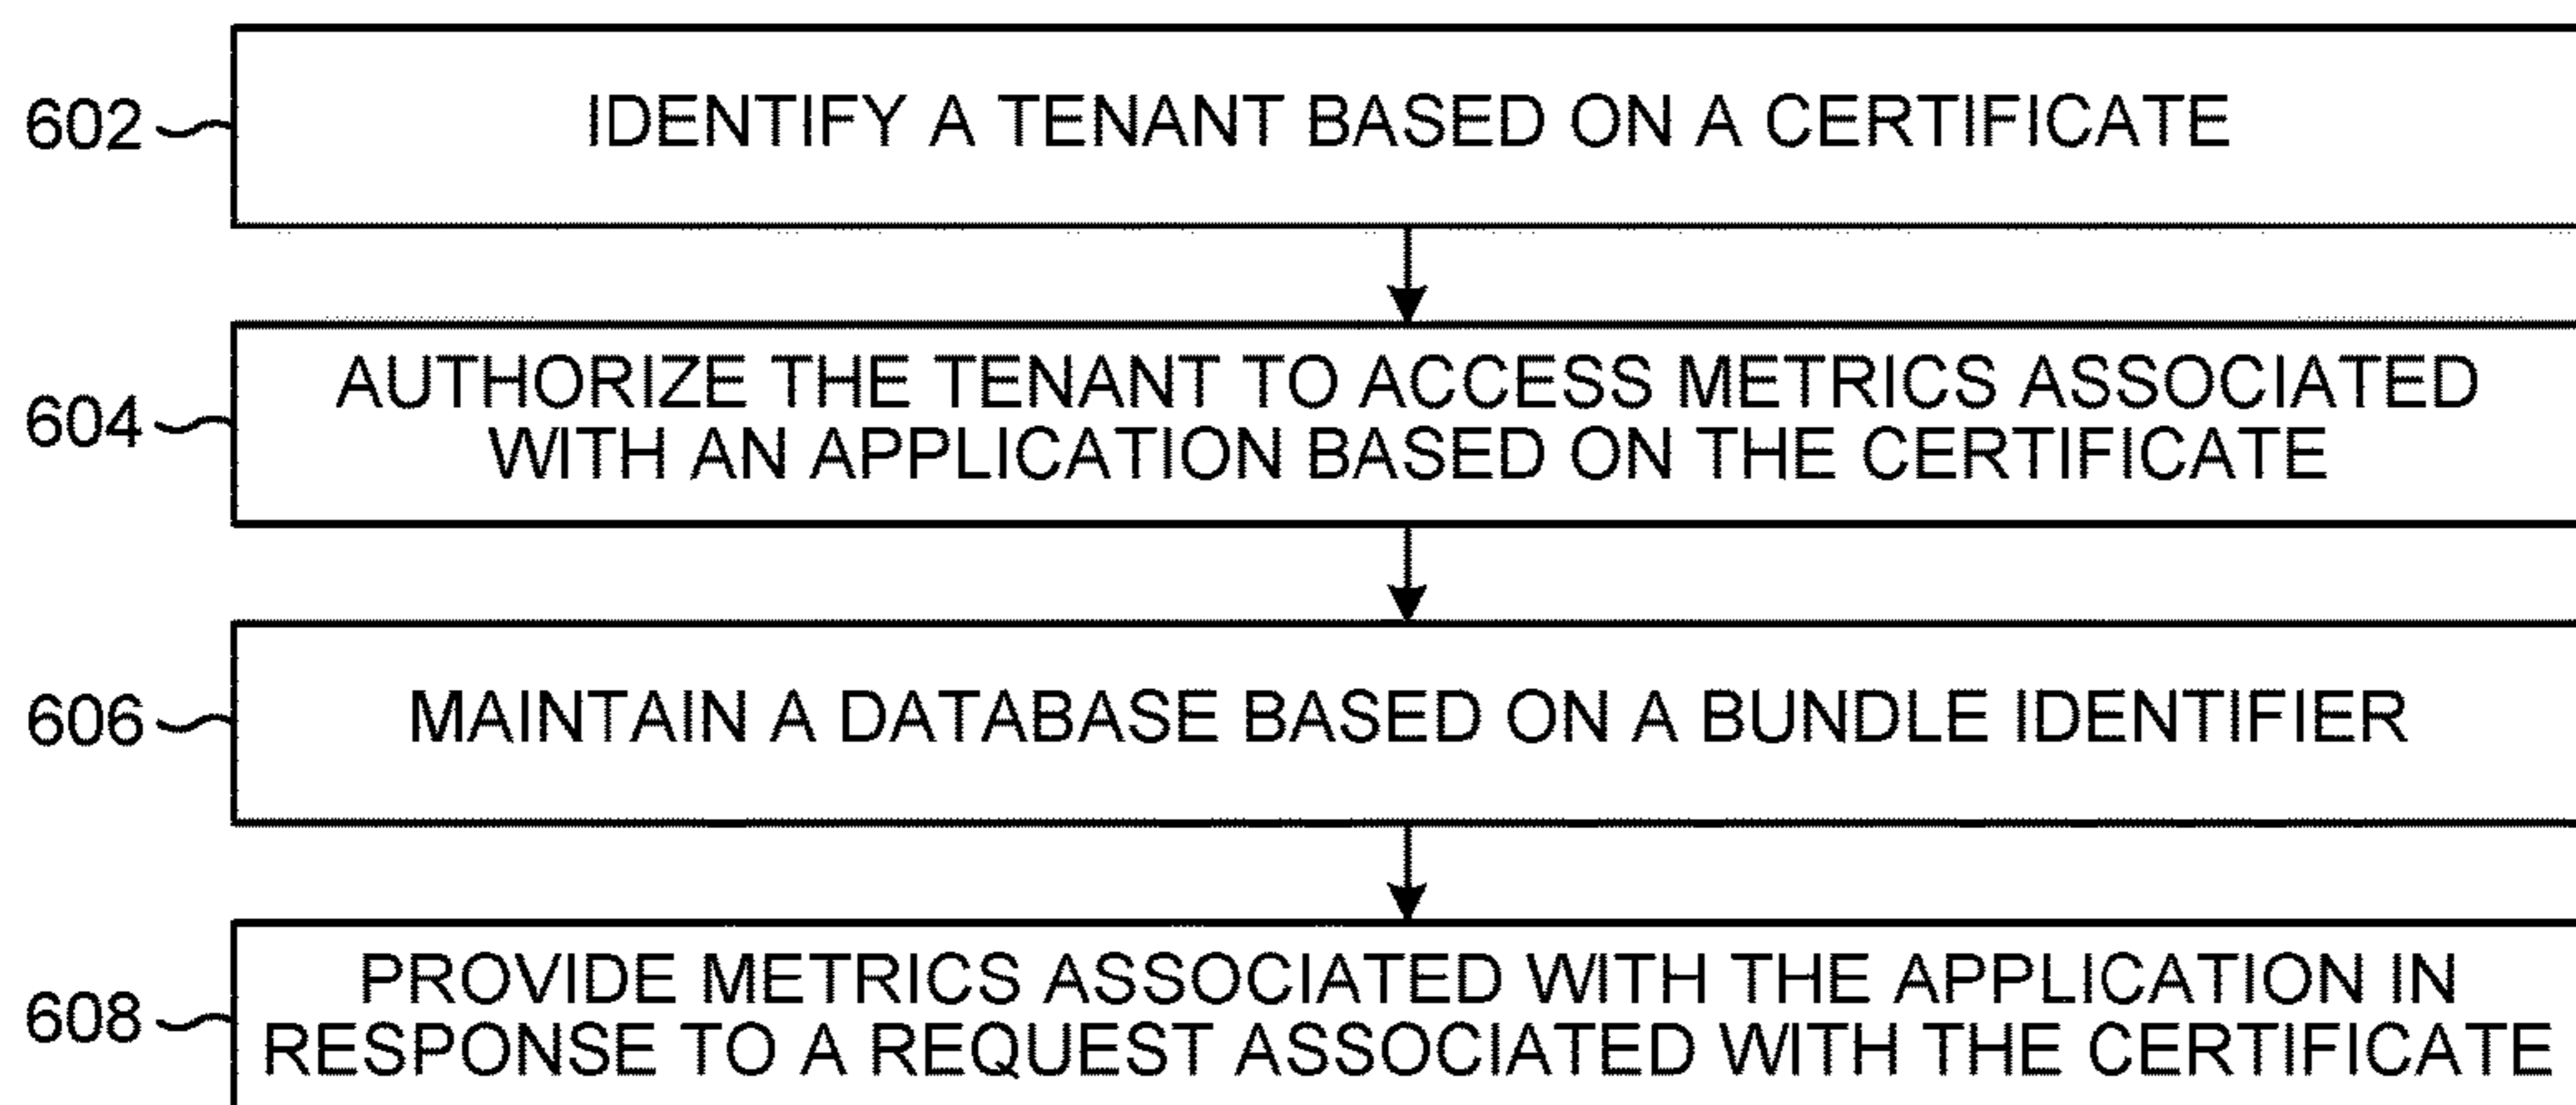 602
IDENTIFY A TENANT BASED ON A CERTIFICATE
604
AUTHORIZE THE TENANT TO ACCESS METRICS ASSOCIATED
WITH AN APPLICATION BASED ON THE CERTIFICATE
606
MAINTAIN A DATABASE BASED ON A BUNDLE IDENTIFIER
608
PROVIDE METRICS ASSOCIATED WITH THE APPLICATION IN
RESPONSE TO A REQUEST ASSOCIATED WITH THE CERTIFICATE